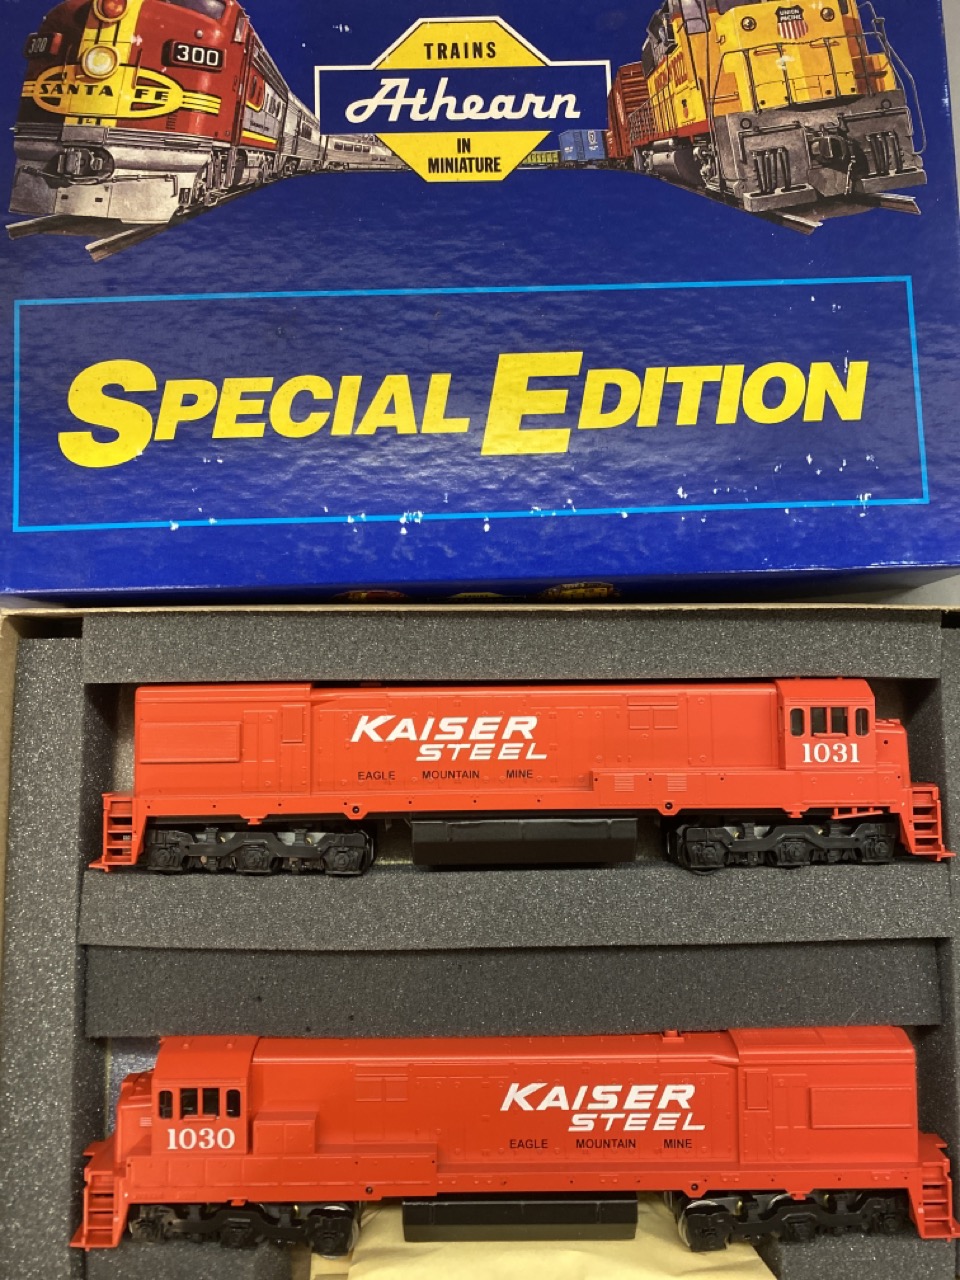 300
300
SANTA FE
TRAINS
Athearn
IN
MINIATURE
UNION
PACIFIC
SPECIAL EDITION
KAISER
STEEL
EAGLE MOUNTAIN MINE
1031
KAISER
STEEL
EAGLE MOUNTAIN MINE
1030